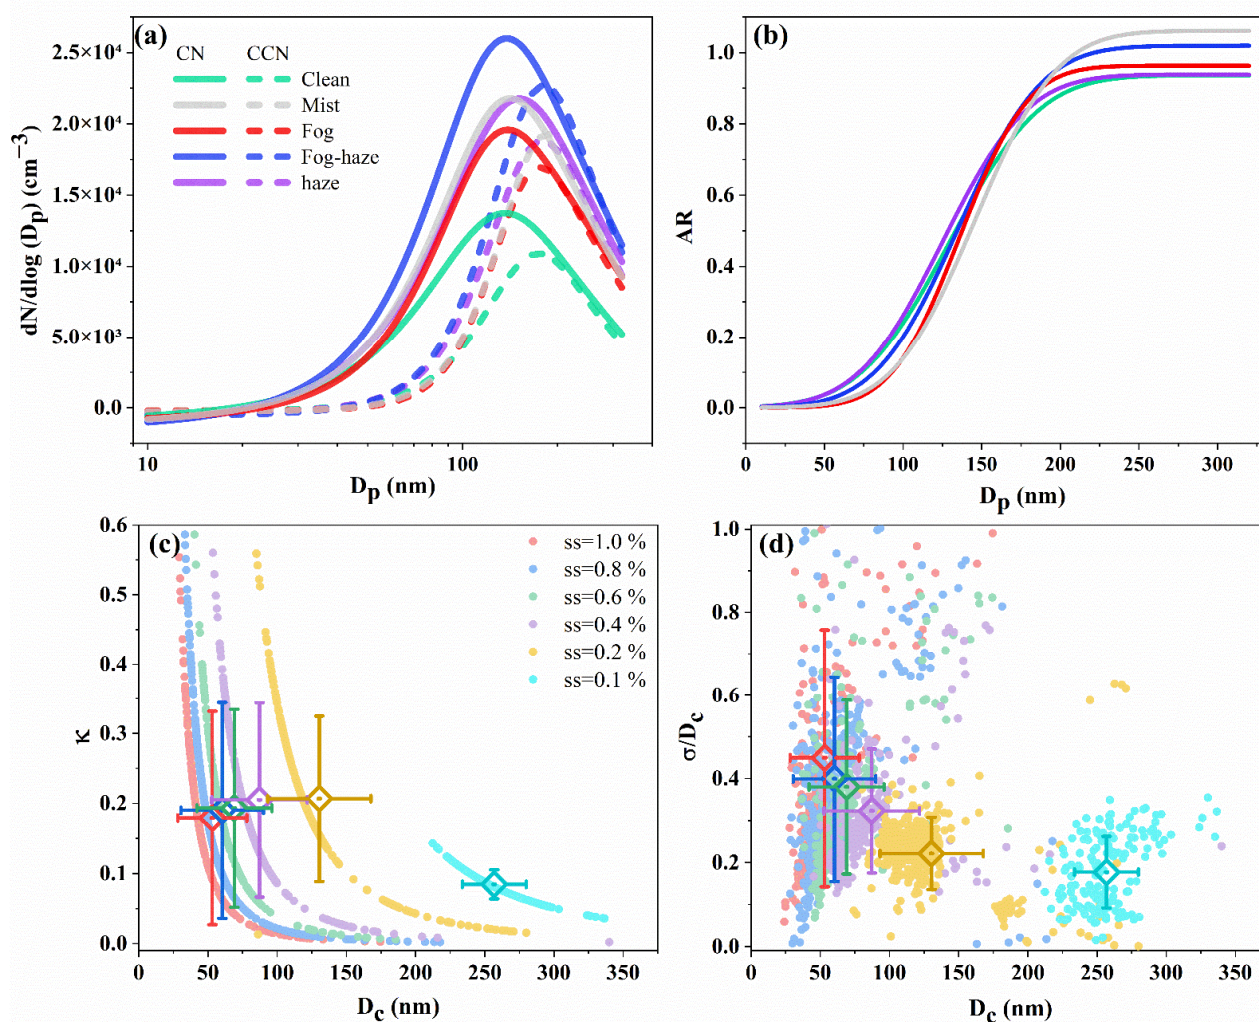 (a)
CN CCN
Clean
Mist
Fog
Fog-haze
haze
2.5×10⁴
2.0×10⁴
1.5×10⁴
1.0×10⁴
5.0×10³
0.0
dN/dlog (Dp) (cm⁻³)
10 100
Dp (nm)
(b)
1.0
0.8
0.6
0.4
0.2
0.0
AR
0 50 100 150 200 250 300
Dp (nm)
(c)
ss=1.0 %
ss=0.8 %
ss=0.6 %
ss=0.4 %
ss=0.2 %
ss=0.1 %
0.6
0.5
0.4
0.3
0.2
0.1
0.0
κ
0 50 100 150 200 250 300 350
Dc (nm)
(d)
1.0
0.8
0.6
0.4
0.2
0.0
σ/Dc
0 50 100 150 200 250 300 350
Dc (nm)